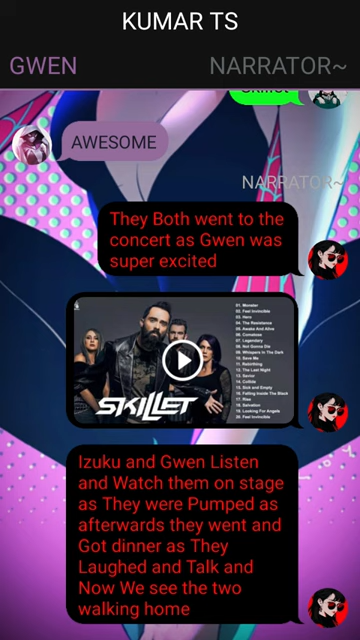 KUMAR TS
GWEN
NARRATOR~
Skillet
AWESOME
NARRATOR~
They Both went to the
concert as Gwen was
super excited
01. Monster
02. Feel Invincible
03. Hero
04. The Resistance
05. Awake And Alive
06. Comatose
07. Legendary
08. Not Gonna Die
09. Whispers In The Dark
10. Save Me
11. Rebirthing
12. The Last Night
13. Savior
14. Collide
15. Sick and Empty
16. Falling Inside The Black
17. Rise
18. Salvation
19. Looking For Angels
20. Feel Invincible
SKILLET
Izuku and Gwen Listen
and Watch them on stage
as They were Pumped as
afterwards they went and
Got dinner as They
Laughed and Talk and
Now We see the two
walking home